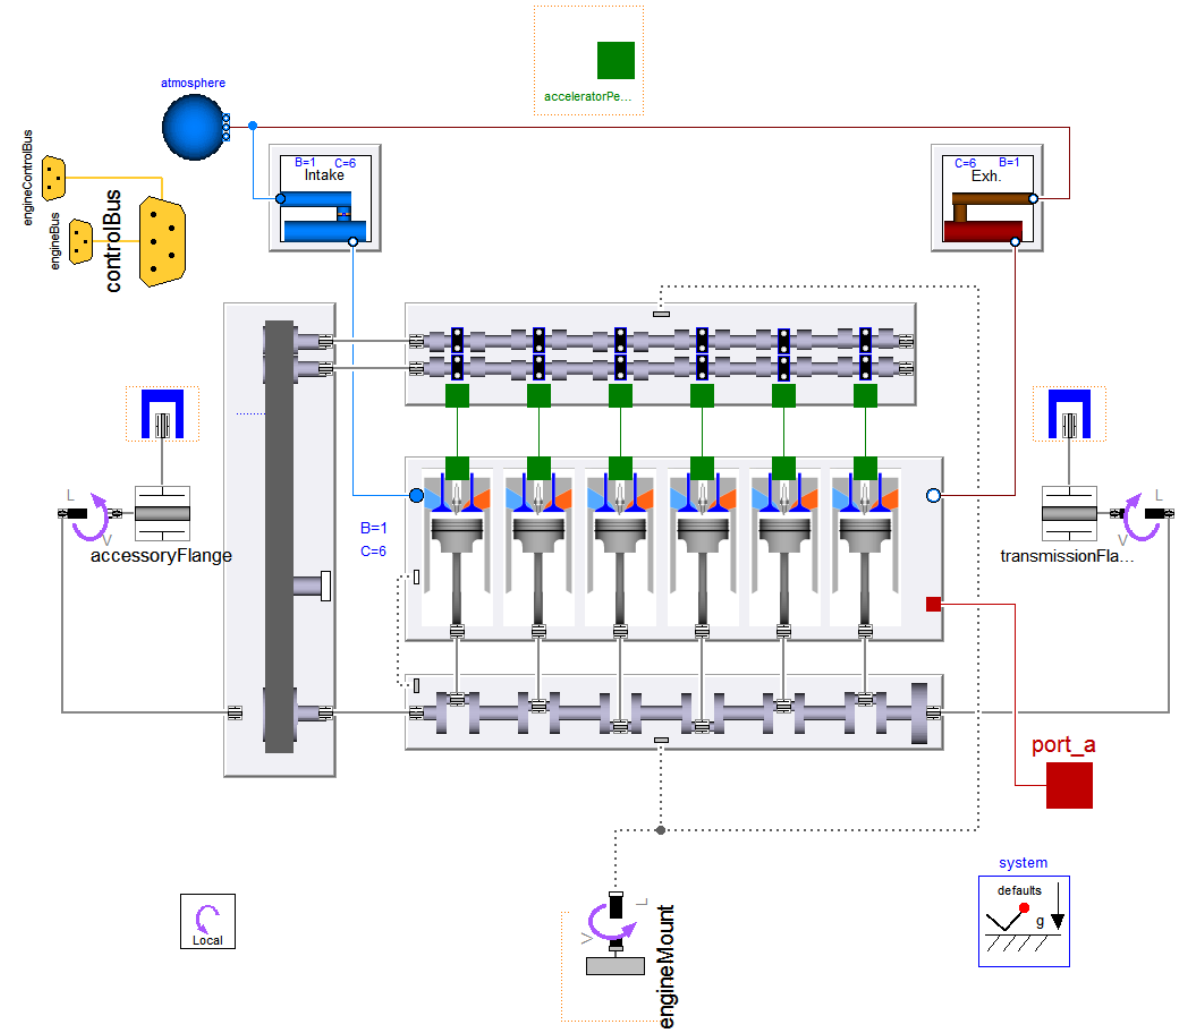 acceleratorPe...
atmosphere
engineControlBus
engineBus
controlBus
B=1 C=6
Intake
C=6 B=1
Exh.
L
V
accessoryFlange
B=1
C=6
L
V
transmissionFla...
port_a
system
defaults
g
Local
L
V
engineMount